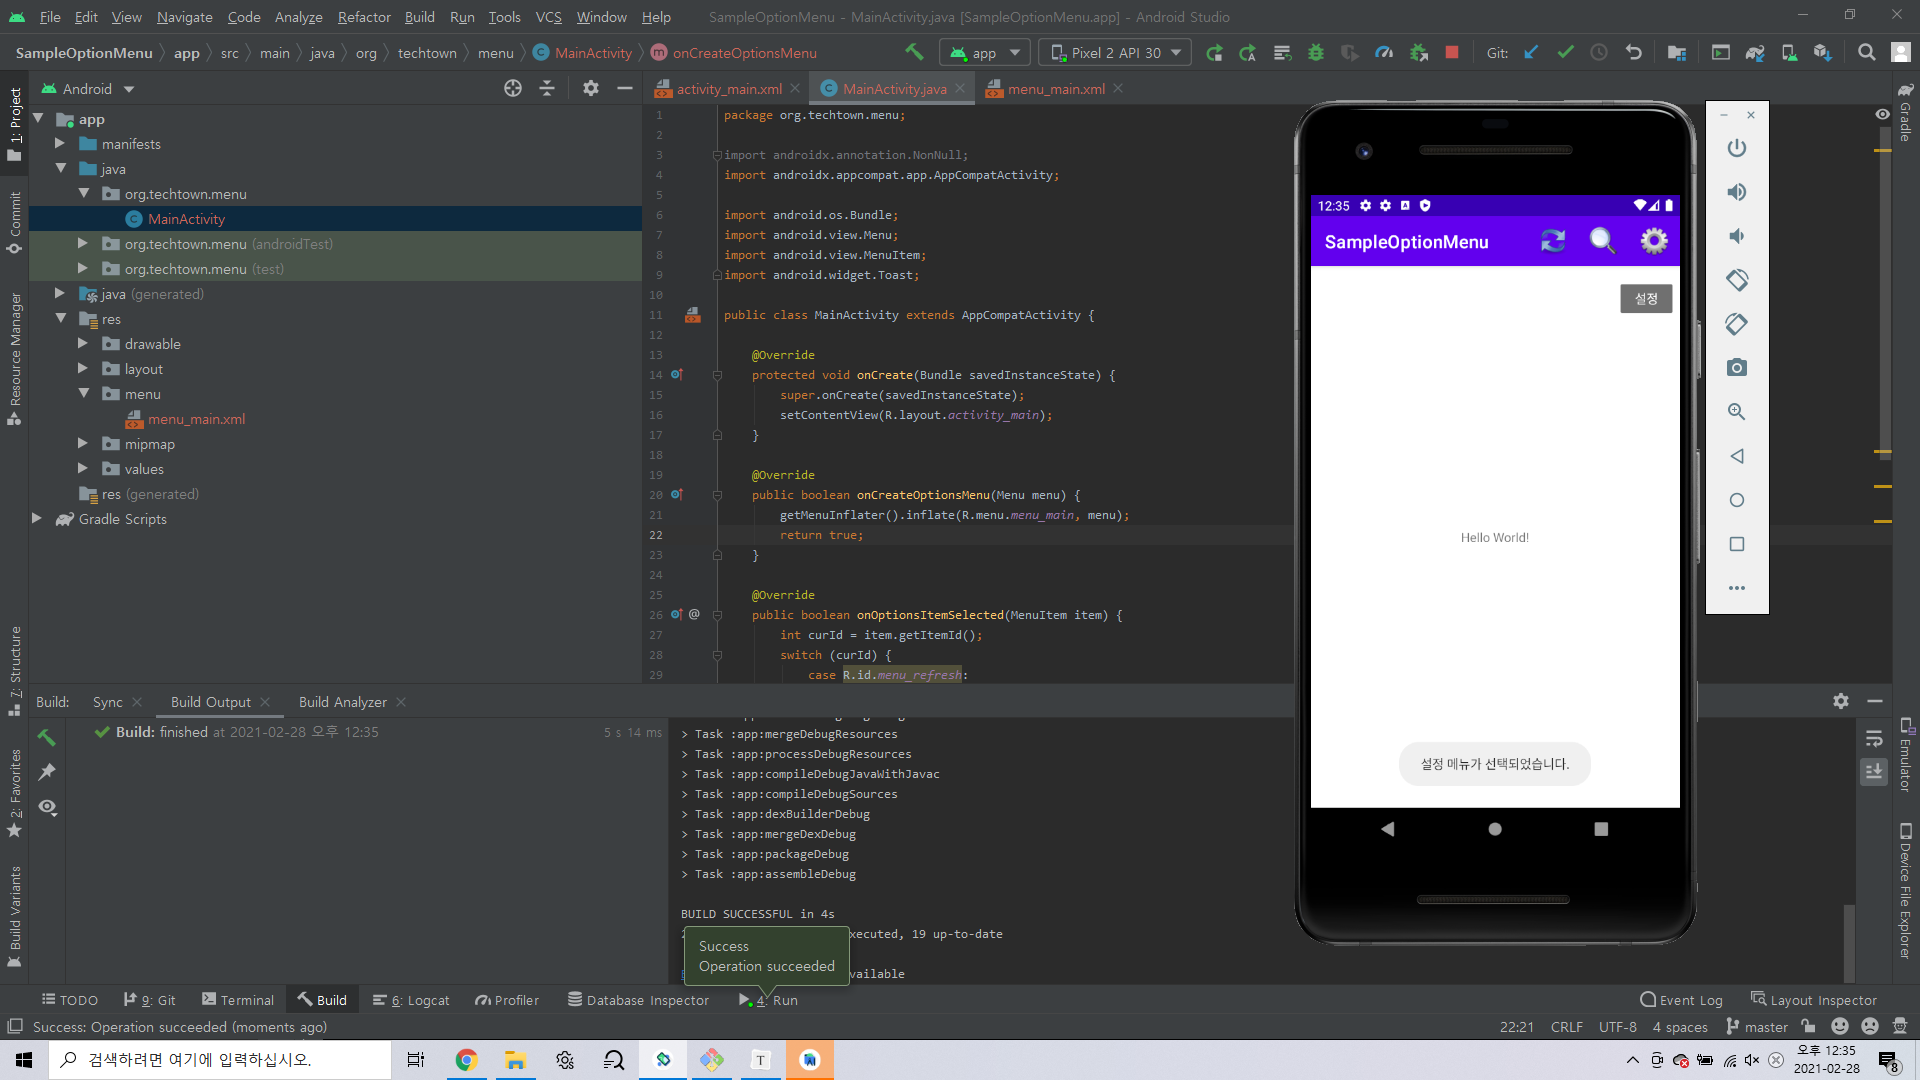 File Edit View Navigate Code Analyze Refactor Build Run Tools VCS Window Help SampleOptionMenu - MainActivity.java [SampleOptionMenu.app] - Android Studio
SampleOptionMenu app src main java org techtown menu MainActivity onCreateOptionsMenu app Pixel 2 API 30 Git:
Android
activity_main.xml MainActivity.java menu_main.xml
1: Project
Commit
Resource Manager
7: Structure
2: Favorites
Build Variants
app
manifests
java
org.techtown.menu
MainActivity
org.techtown.menu (androidTest)
org.techtown.menu (test)
java (generated)
res
drawable
layout
menu
menu_main.xml
mipmap
values
res (generated)
Gradle Scripts
1 package org.techtown.menu;
2
3 import androidx.annotation.NonNull;
4 import androidx.appcompat.app.AppCompatActivity;
5
6 import android.os.Bundle;
7 import android.view.Menu;
8 import android.view.MenuItem;
9 import android.widget.Toast;
10
11 public class MainActivity extends AppCompatActivity {
12
13 @Override
14 protected void onCreate(Bundle savedInstanceState) {
15 super.onCreate(savedInstanceState);
16 setContentView(R.layout.activity_main);
17 }
18
19 @Override
20 public boolean onCreateOptionsMenu(Menu menu) {
21 getMenuInflater().inflate(R.menu.menu_main, menu);
22 return true;
23 }
24
25 @Override
26 @ public boolean onOptionsItemSelected(MenuItem item) {
27 int curId = item.getItemId();
28 switch (curId) {
29 case R.id.menu_refresh:
12:35
SampleOptionMenu
설정
Hello World!
설정 메뉴가 선택되었습니다.
Gradle
Emulator
Device File Explorer
Build: Sync Build Output Build Analyzer
Build: finished at 2021-02-28 오후 12:35 5 s 14 ms
> Task :app:mergeDebugResources
> Task :app:processDebugResources
> Task :app:compileDebugJavaWithJavac
> Task :app:compileDebugSources
> Task :app:dexBuilderDebug
> Task :app:mergeDexDebug
> Task :app:packageDebug
> Task :app:assembleDebug
BUILD SUCCESSFUL in 4s
xecuted, 19 up-to-date
vailable
Success
Operation succeeded
TODO 9: Git Terminal Build 6: Logcat Profiler Database Inspector 4: Run Event Log Layout Inspector
Success: Operation succeeded (moments ago) 22:21 CRLF UTF-8 4 spaces master
검색하려면 여기에 입력하십시오. T 오후 12:35
2021-02-28 8